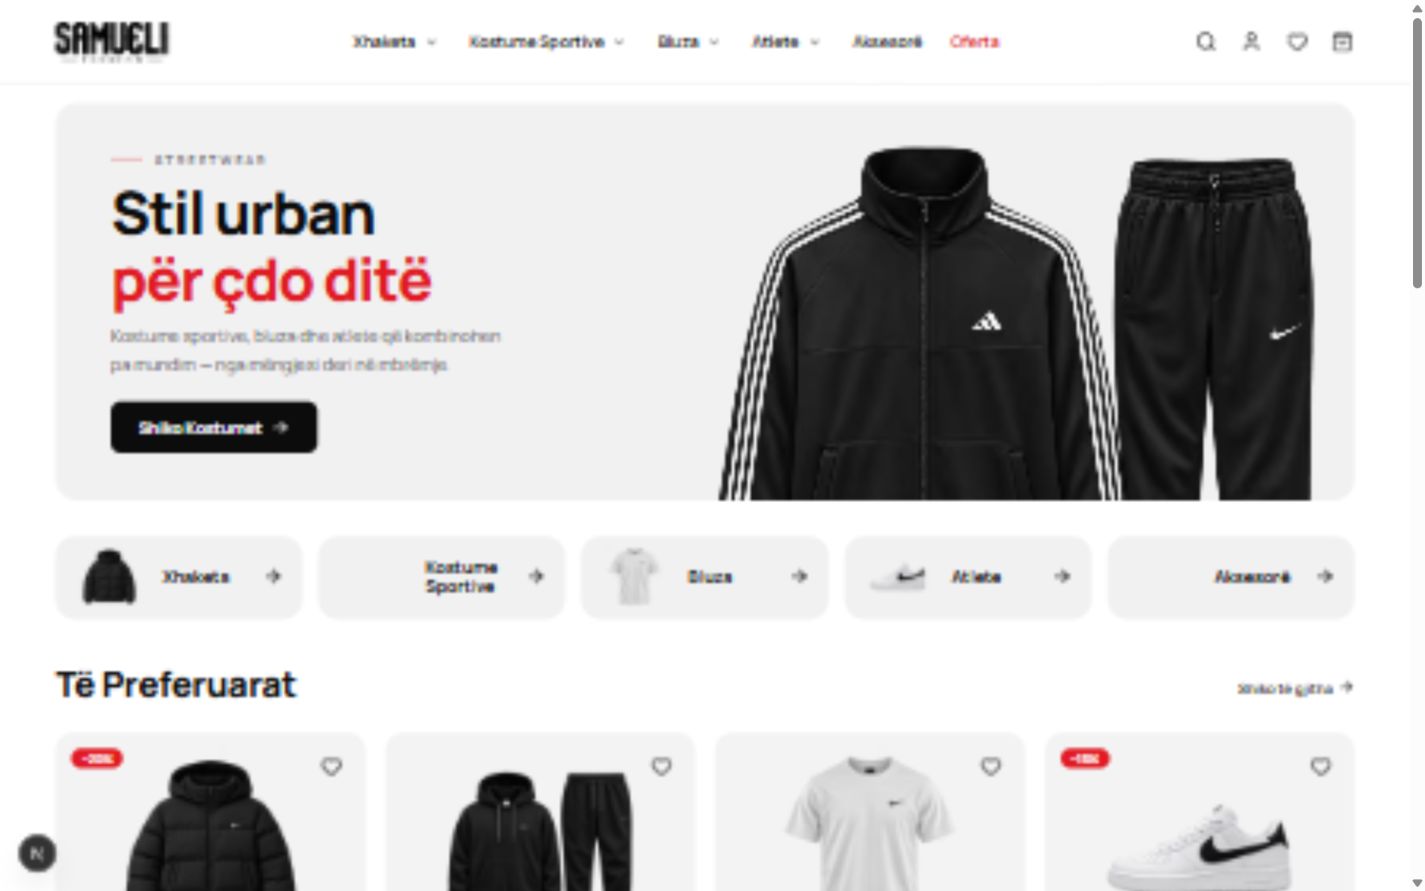 SAMUELI
Xhaketa
Kostume Sportive
Bluza
Atlete
Aksesorë
Oferta
STREETWEAR
Stil urban
për çdo ditë
Kostume sportive, bluza dhe atlete që kombinohen
pa mundim — nga mëngjesi deri në mbrëmje.
Shiko Kostumet
Xhaketa
Kostume
Sportive
Bluza
Atlete
Aksesorë
Të Preferuarat
Shiko të gjitha
N